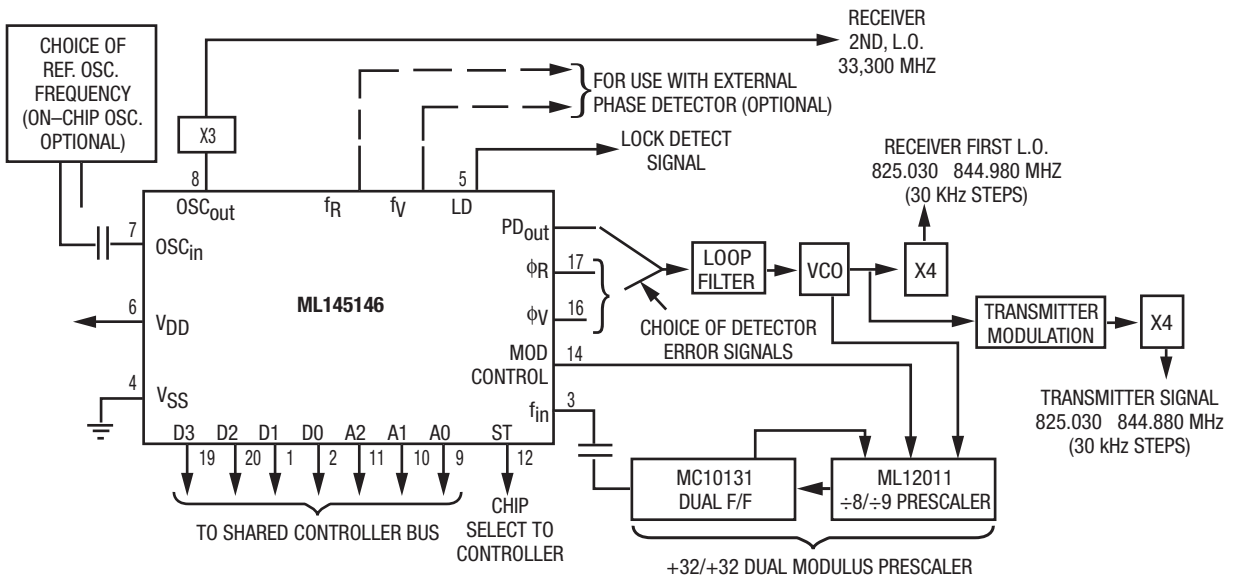 CHOICE OF
REF. OSC.
FREQUENCY
(ON–CHIP OSC.
OPTIONAL)
X3
RECEIVER
2ND, L.O.
33,300 MHZ
FOR USE WITH EXTERNAL
PHASE DETECTOR (OPTIONAL)
LOCK DETECT
SIGNAL
RECEIVER FIRST L.O.
825.030 844.980 MHZ
(30 KHz STEPS)
8
5
OSCout
fR
fV
LD
7
OSCin
PDout
LOOP
FILTER
VCO
X4
ϕR
17
ML145146
6
VDD
ϕV
16
CHOICE OF DETECTOR
ERROR SIGNALS
TRANSMITTER
MODULATION
X4
MOD
CONTROL
14
4
VSS
fin
3
TRANSMITTER SIGNAL
825.030 844.880 MHz
(30 kHz STEPS)
D3 D2 D1 D0 A2 A1 A0 ST
19 20 1 2 11 10 9 12
MC10131
DUAL F/F
ML12011
÷8/÷9 PRESCALER
TO SHARED CONTROLLER BUS
CHIP
SELECT TO
CONTROLLER
+32/+32 DUAL MODULUS PRESCALER